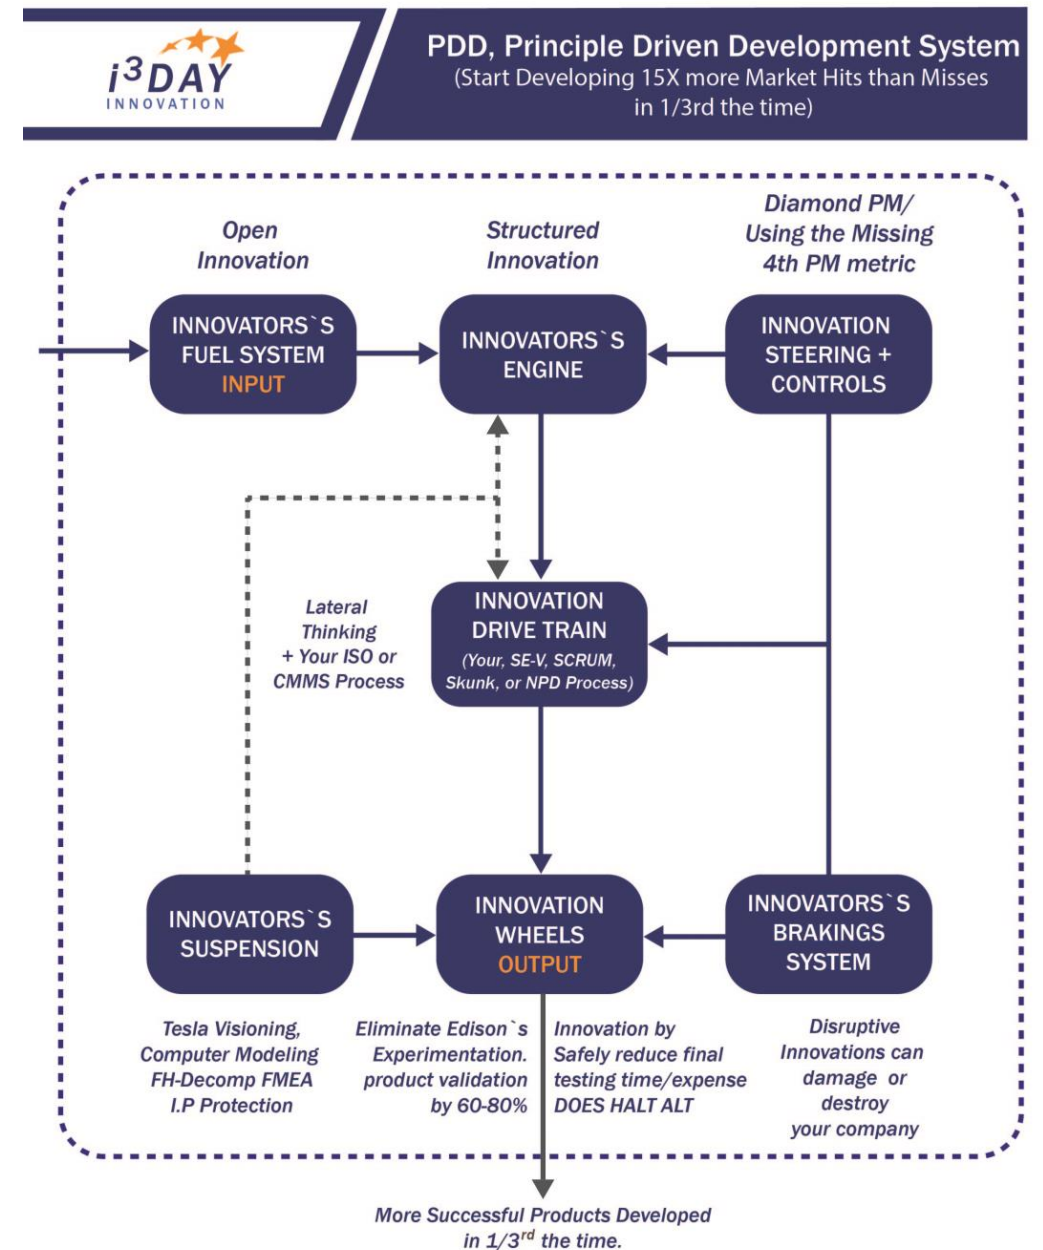 i³DAY
INNOVATION
PDD, Principle Driven Development System
(Start Developing 15X more Market Hits than Misses
in 1/3rd the time)
Open
Innovation
Structured
Innovation
Diamond PM/
Using the Missing
4th PM metric
INNOVATORS`S
FUEL SYSTEM
INPUT
INNOVATORS`S
ENGINE
INNOVATION
STEERING +
CONTROLS
Lateral
Thinking
+ Your ISO or
CMMS Process
INNOVATION
DRIVE TRAIN
(Your, SE-V, SCRUM,
Skunk, or NPD Process)
INNOVATORS`S
SUSPENSION
INNOVATION
WHEELS
OUTPUT
INNOVATORS`S
BRAKINGS
SYSTEM
Tesla Visioning,
Computer Modeling
FH-Decomp FMEA
I.P Protection
Eliminate Edison`s
Experimentation.
product validation
by 60-80%
Innovation by
Safely reduce final
testing time/expense
DOES HALT ALT
Disruptive
Innovations can
damage or
destroy
your company
More Successful Products Developed
in 1/3rd the time.